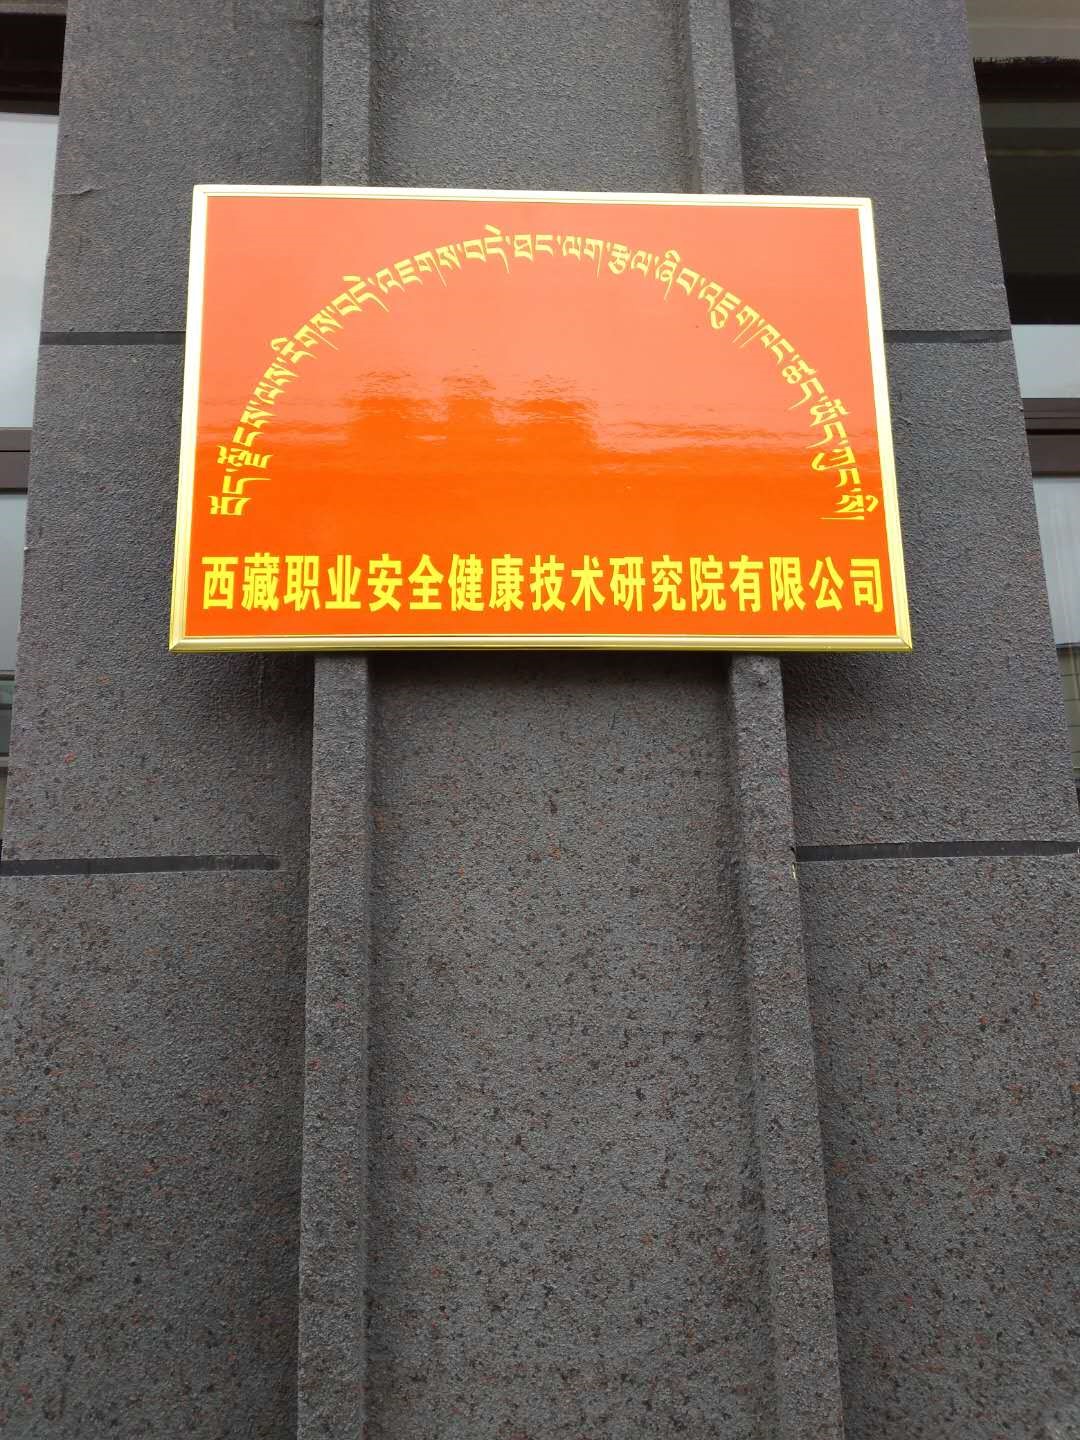 བོད་ལྗོངས་ལས་རིགས་བདེ་འཇགས་བདེ་ཐང་ལག་རྩལ་ཞིབ་འཇུག་ཁང་ཚད་ཡོད་ཀུང་སི།
西藏职业安全健康技术研究院有限公司